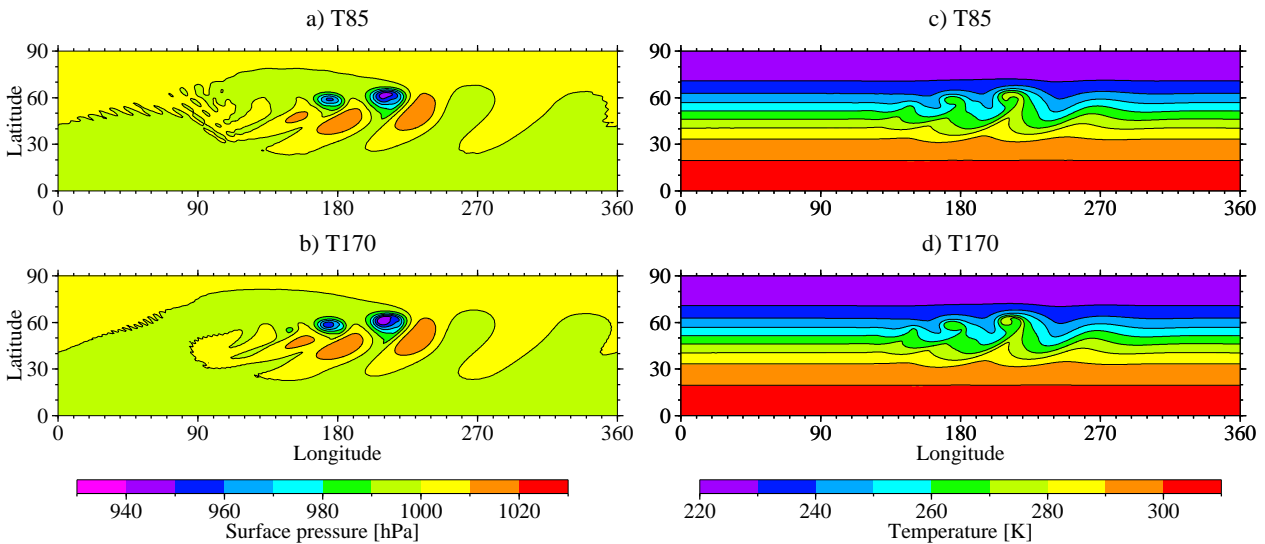 a) T85
90
60
30
0
Latitude
0 90 180 270 360
c) T85
90
60
30
0
0 90 180 270 360
b) T170
90
60
30
0
Latitude
0 90 180 270 360
Longitude
d) T170
90
60
30
0
0 90 180 270 360
Longitude
940 960 980 1000 1020
Surface pressure [hPa]
220 240 260 280 300
Temperature [K]